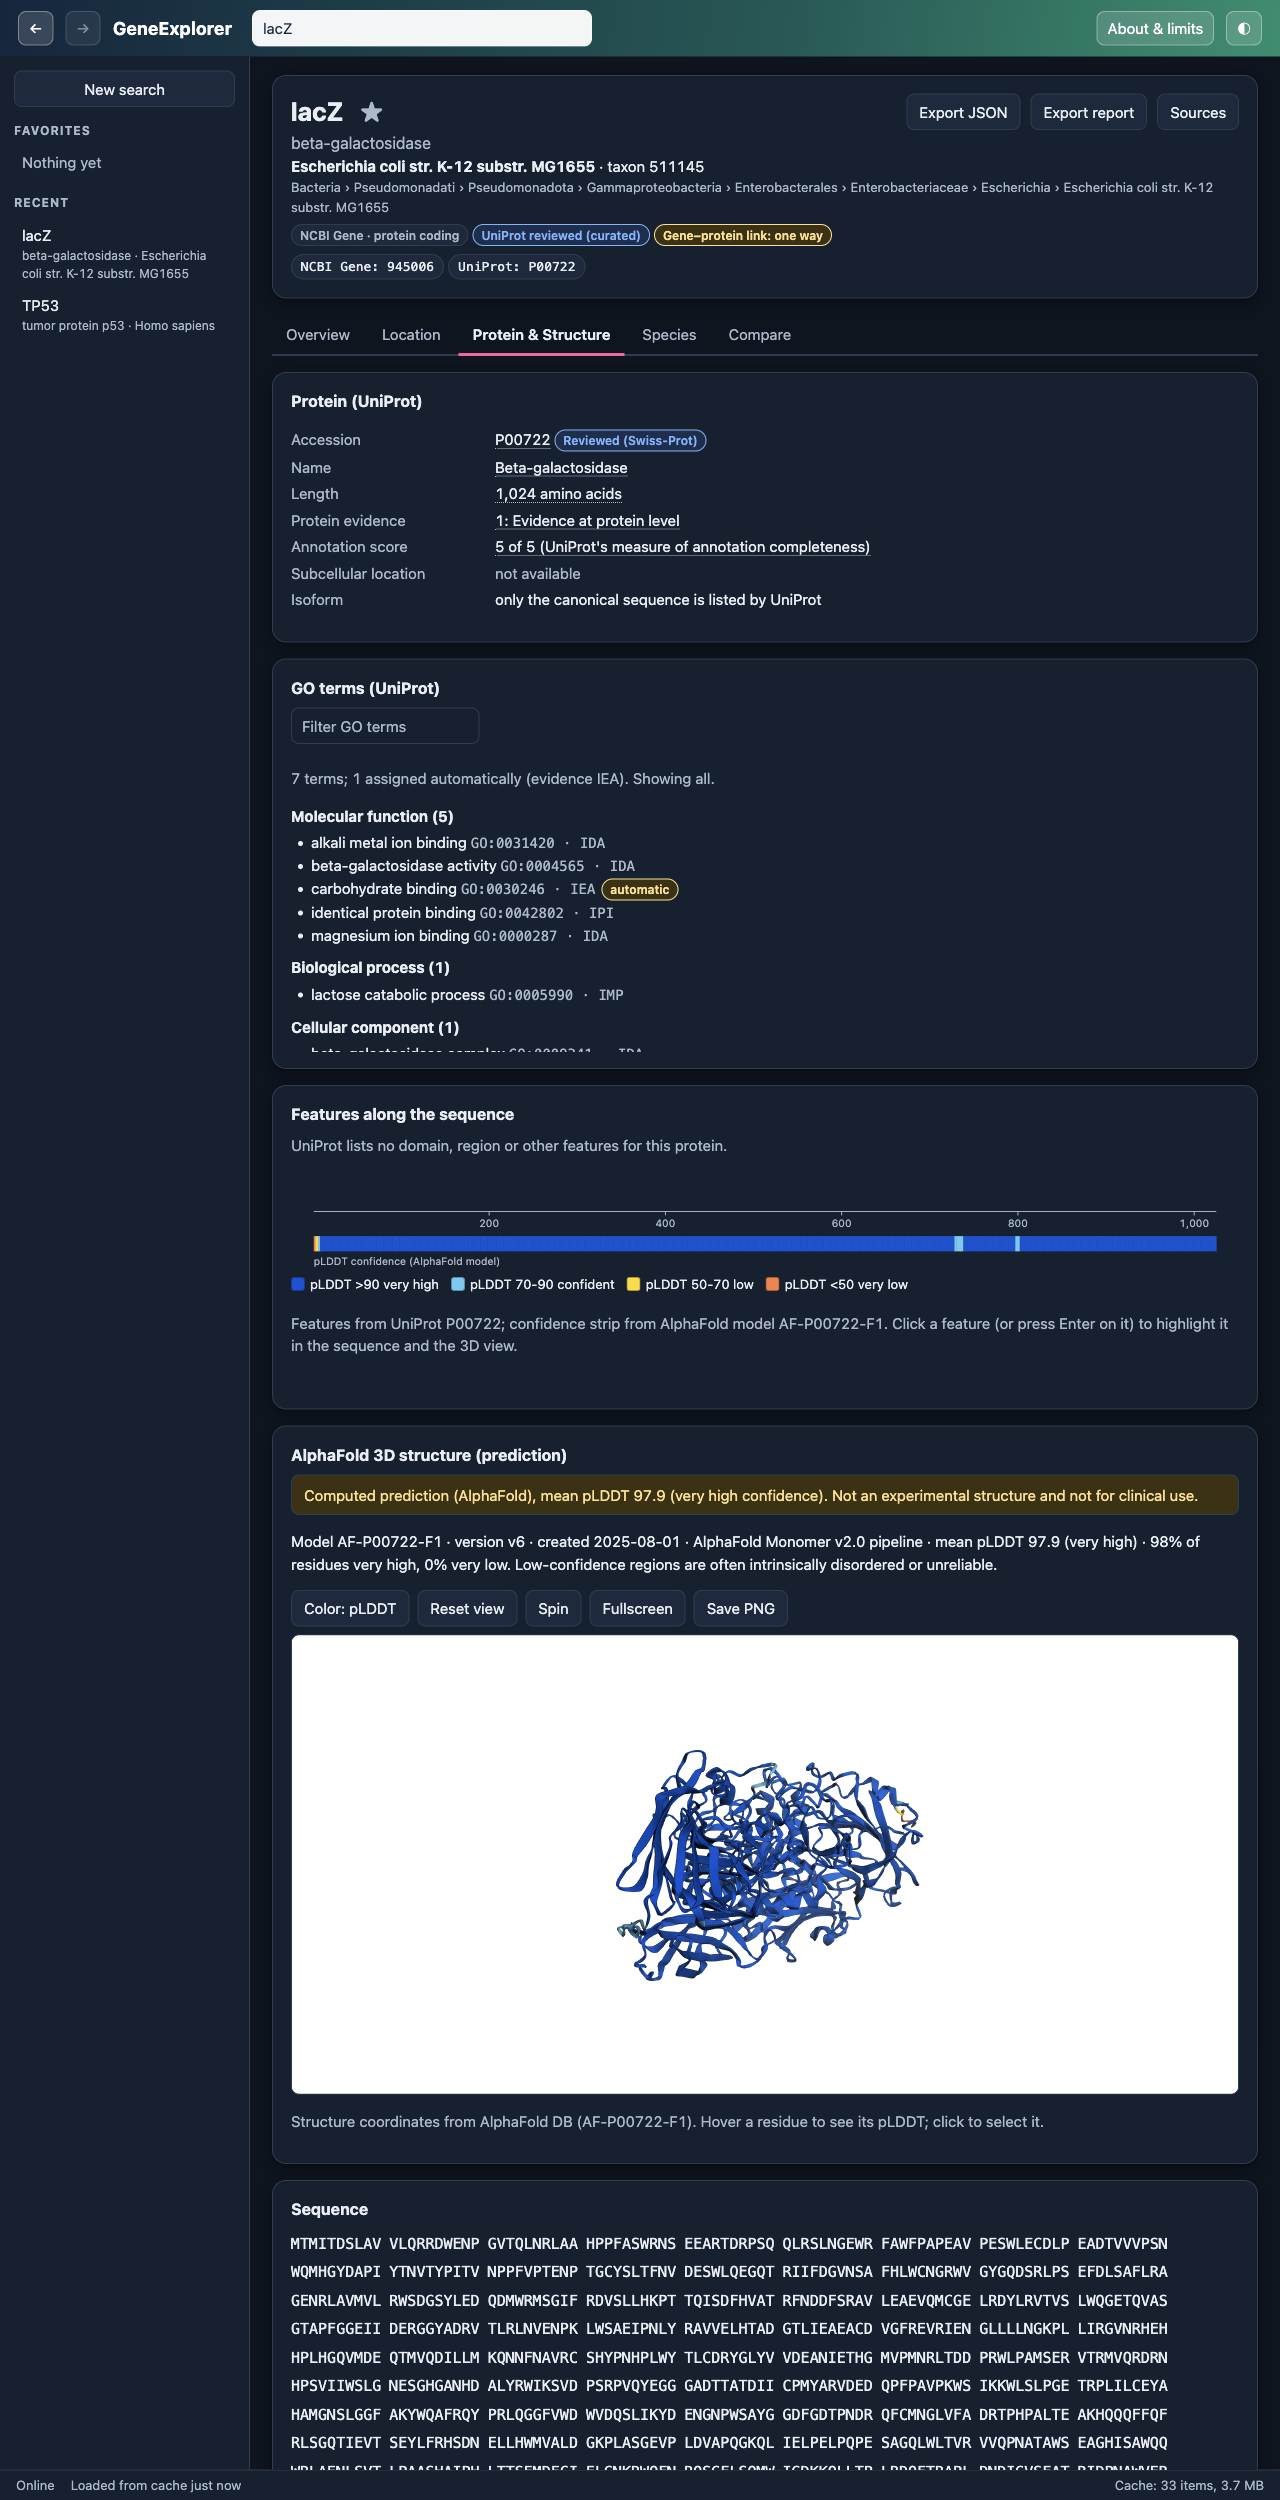 ← → GeneExplorer lacZ About & limits
New search
FAVORITES
Nothing yet
RECENT
lacZ
beta-galactosidase · Escherichia
coli str. K-12 substr. MG1655
TP53
tumor protein p53 · Homo sapiens
lacZ ★
Export JSON Export report Sources
beta-galactosidase
Escherichia coli str. K-12 substr. MG1655 · taxon 511145
Bacteria › Pseudomonadati › Pseudomonadota › Gammaproteobacteria › Enterobacterales › Enterobacteriaceae › Escherichia › Escherichia coli str. K-12
substr. MG1655
NCBI Gene · protein coding UniProt reviewed (curated) Gene–protein link: one way
NCBI Gene: 945006 UniProt: P00722
Overview Location Protein & Structure Species Compare
Protein (UniProt)
Accession P00722 Reviewed (Swiss-Prot)
Name Beta-galactosidase
Length 1,024 amino acids
Protein evidence 1: Evidence at protein level
Annotation score 5 of 5 (UniProt's measure of annotation completeness)
Subcellular location not available
Isoform only the canonical sequence is listed by UniProt
GO terms (UniProt)
Filter GO terms
7 terms; 1 assigned automatically (evidence IEA). Showing all.
Molecular function (5)
• alkali metal ion binding GO:0031420 · IDA
• beta-galactosidase activity GO:0004565 · IDA
• carbohydrate binding GO:0030246 · IEA automatic
• identical protein binding GO:0042802 · IPI
• magnesium ion binding GO:0000287 · IDA
Biological process (1)
• lactose catabolic process GO:0005990 · IMP
Cellular component (1)
Features along the sequence
UniProt lists no domain, region or other features for this protein.
200 400 600 800 1,000
pLDDT confidence (AlphaFold model)
pLDDT >90 very high pLDDT 70-90 confident pLDDT 50-70 low pLDDT <50 very low
Features from UniProt P00722; confidence strip from AlphaFold model AF-P00722-F1. Click a feature (or press Enter on it) to highlight it
in the sequence and the 3D view.
AlphaFold 3D structure (prediction)
Computed prediction (AlphaFold), mean pLDDT 97.9 (very high confidence). Not an experimental structure and not for clinical use.
Model AF-P00722-F1 · version v6 · created 2025-08-01 · AlphaFold Monomer v2.0 pipeline · mean pLDDT 97.9 (very high) · 98% of
residues very high, 0% very low. Low-confidence regions are often intrinsically disordered or unreliable.
Color: pLDDT Reset view Spin Fullscreen Save PNG
Structure coordinates from AlphaFold DB (AF-P00722-F1). Hover a residue to see its pLDDT; click to select it.
Sequence
MTMITDSLAV VLQRRDWENP GVTQLNRLAA HPPFASWRNS EEARTDRPSQ QLRSLNGEWR FAWFPAPEAV PESWLECDLP EADTVVVPSN
WQMHGYDAPI YTNVTYPITV NPPFVPTENP TGCYSLTFNV DESWLQEGQT RIIFDGVNSA FHLWCNGRWV GYGQDSRLPS EFDLSAFLRA
GENRLAVMVL RWSDGSYLED QDMWRMSGIF RDVSLLHKPT TQISDFHVAT RFNDDFSRAV LEAEVQMCGE LRDYLRVTVS LWQGETQVAS
GTAPFGGEII DERGGYADRV TLRLNVENPK LWSAEIPNLY RAVVELHTAD GTLIEAEACD VGFREVRIEN GLLLLNGKPL LIRGVNRHEH
HPLHGQVMDE QTMVQDILLM KQNNFNAVRC SHYPNHPLWY TLCDRYGLYV VDEANIETHG MVPMNRLTDD PRWLPAMSER VTRMVQRDRN
HPSVIIWSLG NESGHGANHD ALYRWIKSVD PSRPVQYEGG GADTTATDII CPMYARVDED QPFPAVPKWS IKKWLSLPGE TRPLILCEYA
HAMGNSLGGF AKYWQAFRQY PRLQGGFVWD WVDQSLIKYD ENGNPWSAYG GDFGDTPNDR QFCMNGLVFA DRTPHPALTE AKHQQQFFQF
RLSGQTIEVT SEYLFRHSDN ELLHWMVALD GKPLASGEVP LDVAPQGKQL IELPELPQPE SAGQLWLTVR VVQPNATAWS EAGHISAWQQ
Online Loaded from cache just now Cache: 33 items, 3.7 MB